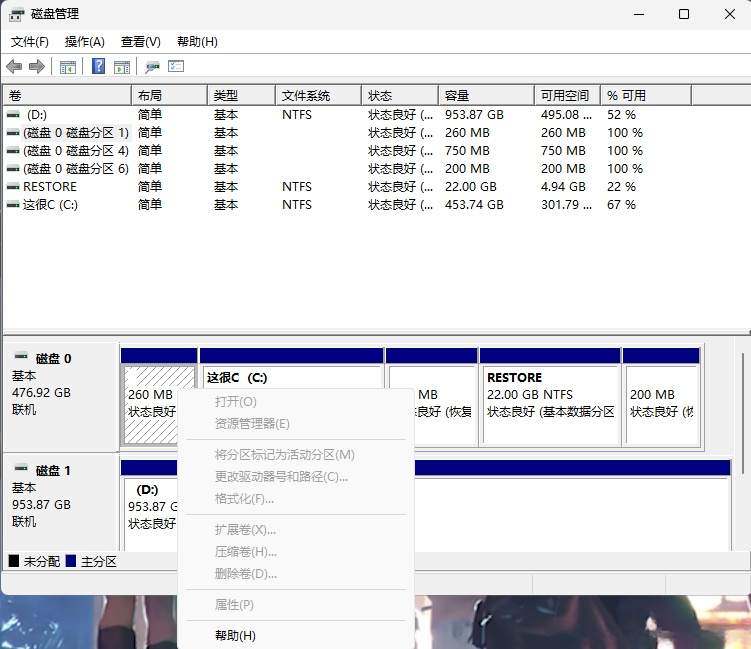 磁盘管理
文件(F) 操作(A) 查看(V) 帮助(H)
卷 布局 类型 文件系统 状态 容量 可用空间 % 可用
(D:) 简单 基本 NTFS 状态良好 (... 953.87 GB 495.08 ... 52 %
(磁盘 0 磁盘分区 1) 简单 基本 状态良好 (... 260 MB 260 MB 100 %
(磁盘 0 磁盘分区 4) 简单 基本 状态良好 (... 750 MB 750 MB 100 %
(磁盘 0 磁盘分区 6) 简单 基本 状态良好 (... 200 MB 200 MB 100 %
RESTORE 简单 基本 NTFS 状态良好 (... 22.00 GB 4.94 GB 22 %
这很C (C:) 简单 基本 NTFS 状态良好 (... 453.74 GB 301.79 ... 67 %
磁盘 0
基本
476.92 GB
联机
260 MB
状态良好
这很C (C:)
MB
良好 (恢复
RESTORE
22.00 GB NTFS
状态良好 (基本数据分区
200 MB
状态良好 (
磁盘 1
基本
953.87 GB
联机
(D:)
953.87 G
状态良好
打开(O)
资源管理器(E)
将分区标记为活动分区(M)
更改驱动器号和路径(C)...
格式化(F)...
扩展卷(X)...
压缩卷(H)...
删除卷(D)...
属性(P)
帮助(H)
未分配 主分区